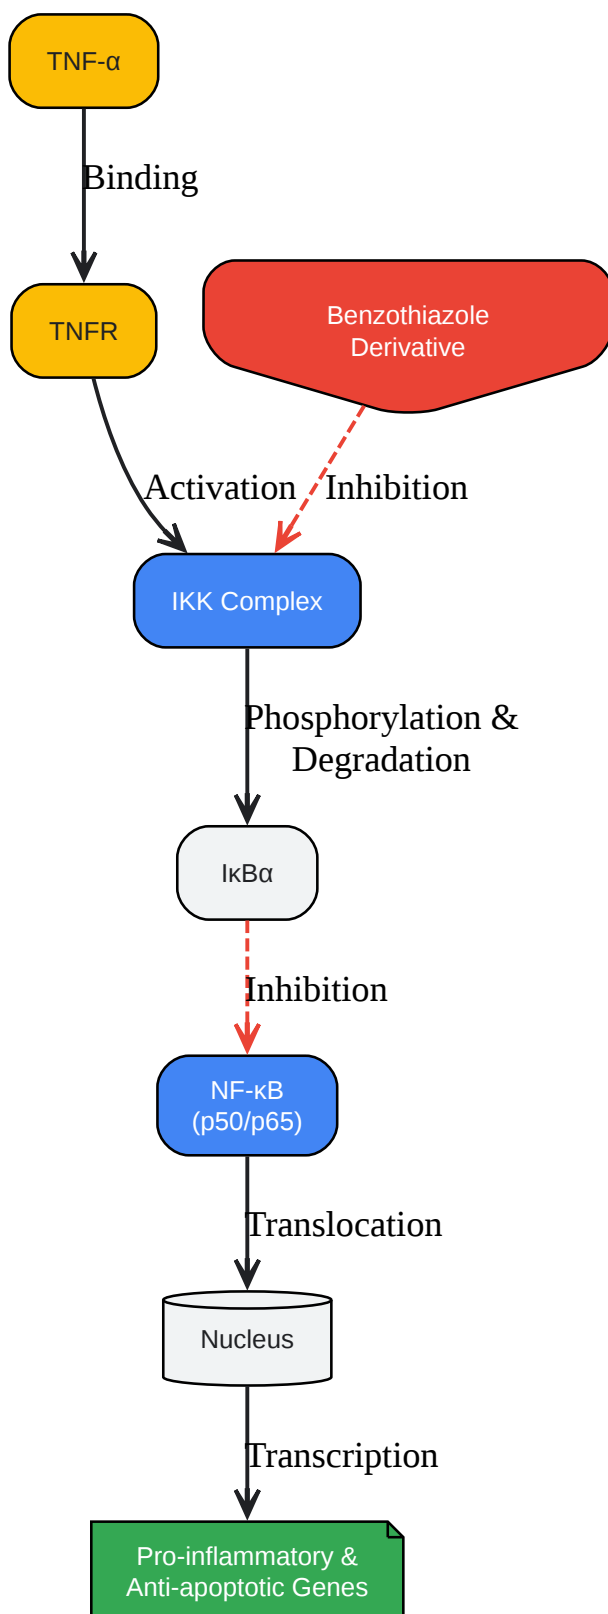 TNF-α
Binding
TNFR
Benzothiazole
Derivative
Activation
Inhibition
IKK Complex
Phosphorylation &
Degradation
IκBα
Inhibition
NF-κB
(p50/p65)
Translocation
Nucleus
Transcription
Pro-inflammatory &
Anti-apoptotic Genes